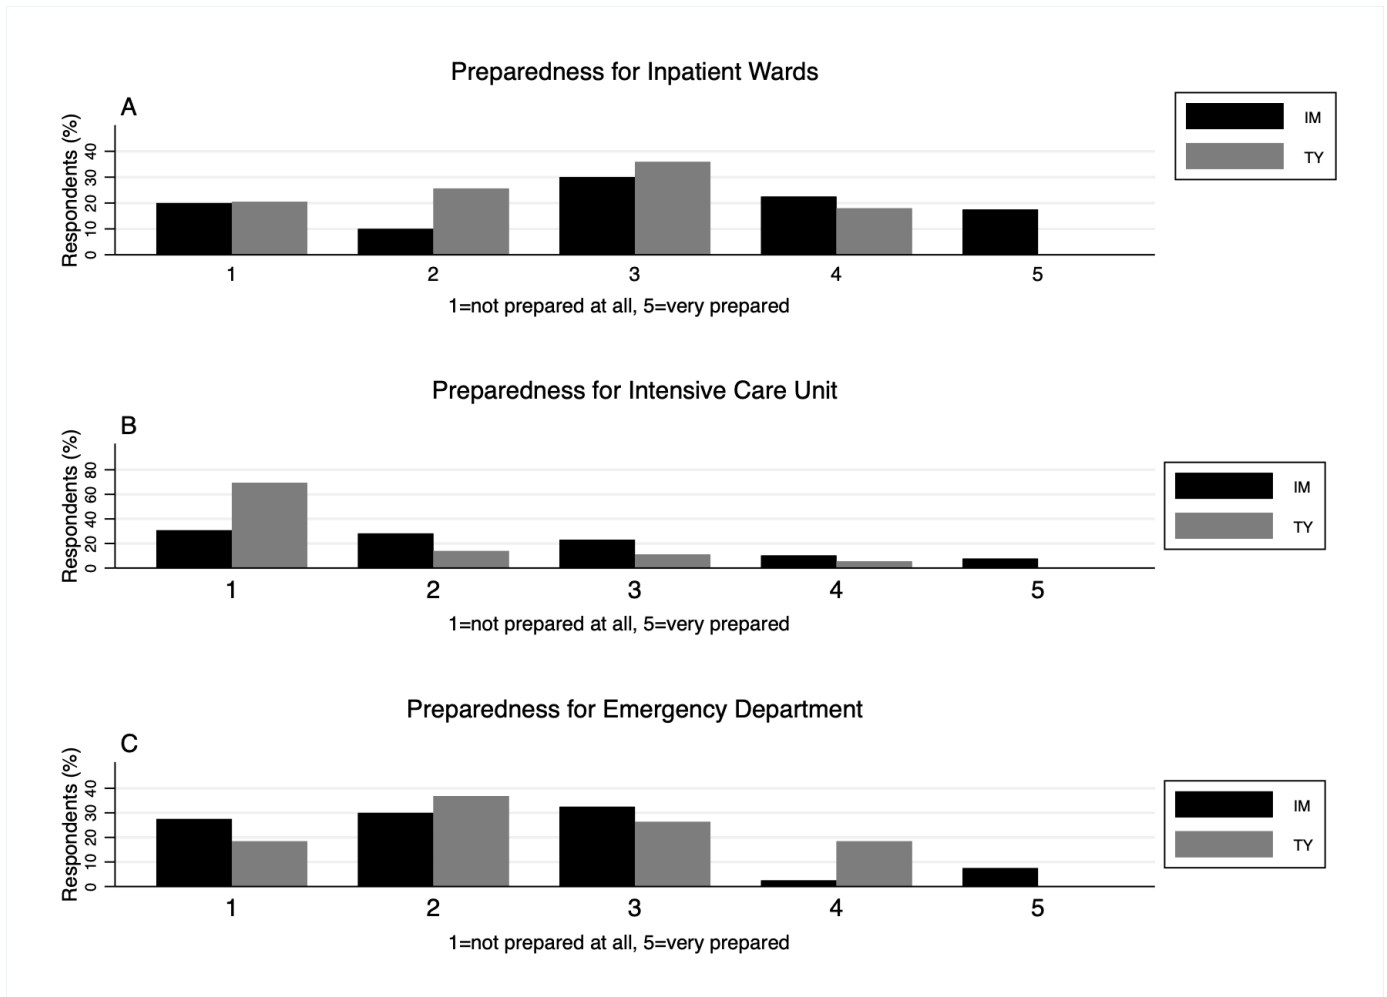 Preparedness for Inpatient Wards
A
Respondents (%)
40
30
20
10
0
1 2 3 4 5
1=not prepared at all, 5=very prepared
IM
TY
Preparedness for Intensive Care Unit
B
Respondents (%)
80
60
40
20
0
1 2 3 4 5
1=not prepared at all, 5=very prepared
IM
TY
Preparedness for Emergency Department
C
Respondents (%)
40
30
20
10
0
1 2 3 4 5
1=not prepared at all, 5=very prepared
IM
TY